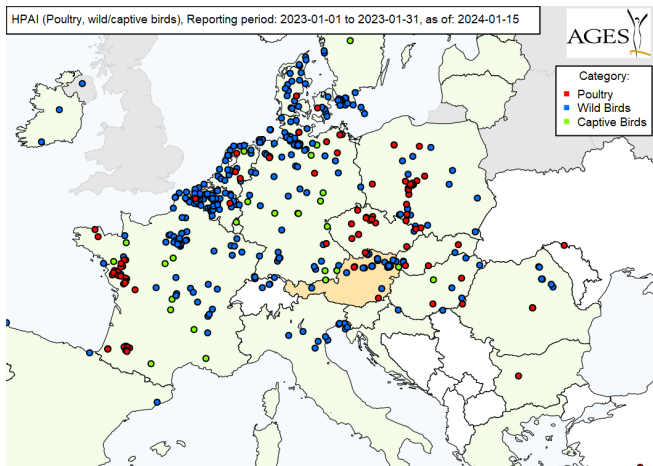 HPAI (Poultry, wild/captive birds), Reporting period: 2023-01-01 to 2023-01-31, as of: 2024-01-15
AGES
Category:
Poultry
Wild Birds
Captive Birds